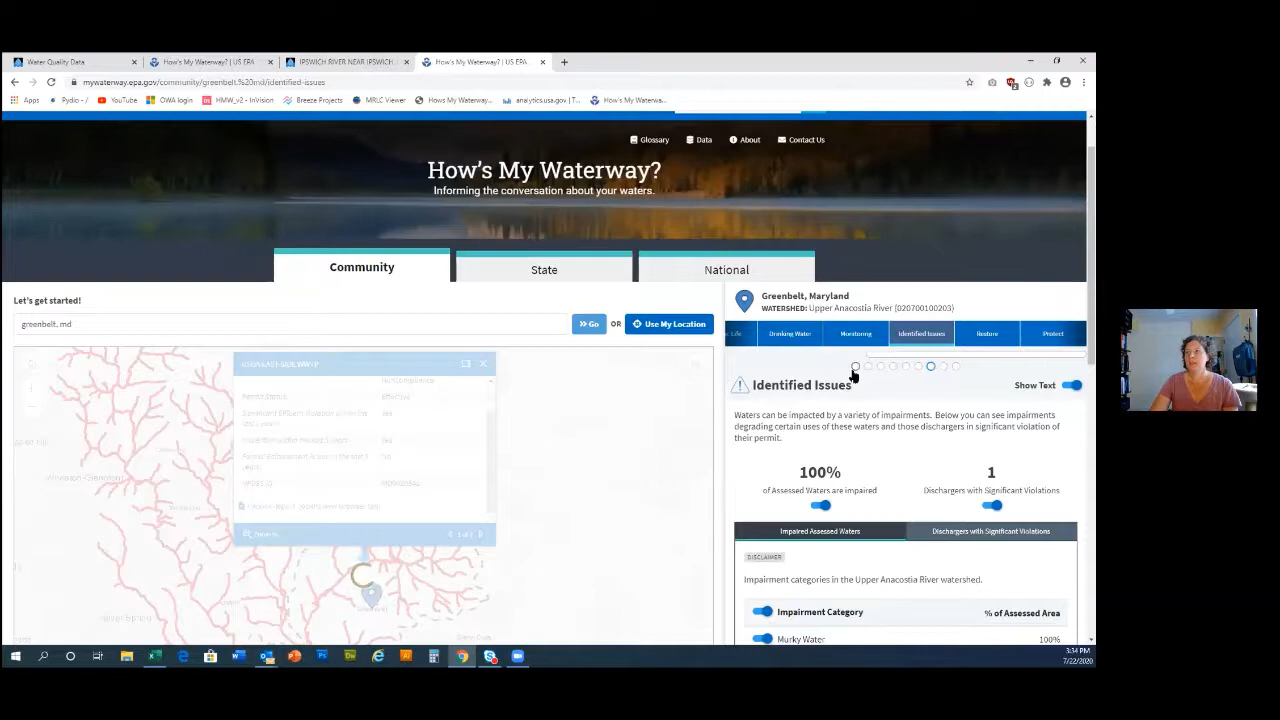 Water Quality Data
How's My Waterway? | US EPA
IPSWICH RIVER NEAR IPSWICH,
How's My Waterway? | US EPA
mywaterway.epa.gov/community/greenbelt,%20md/identified-issues
Apps
Pydio - /
YouTube
OWA login
HMW_v2 - InVision
Breeze Projects
MRLC Viewer
Hows My Waterway...
analytics.usa.gov | T...
How's My Waterwa...
Glossary
Data
About
Contact Us
How's My Waterway?
Informing the conversation about your waters.
Community
State
National
Let's get started!
greenbelt, md
Go
OR
Use My Location
Greenbelt, Maryland
WATERSHED: Upper Anacostia River (020700100203)
Life
Drinking Water
Monitoring
Identified Issues
Restore
Protect
Identified Issues
Show Text
Waters can be impacted by a variety of impairments. Below you can see impairments
degrading certain uses of these waters and those dischargers in significant violation of
their permit.
100%
of Assessed Waters are impaired
1
Dischargers with Significant Violations
Impaired Assessed Waters
Dischargers with Significant Violations
DISCLAIMER
Impairment categories in the Upper Anacostia River watershed.
Impairment Category
% of Assessed Area
Murky Water
100%
3:34 PM
7/22/2020